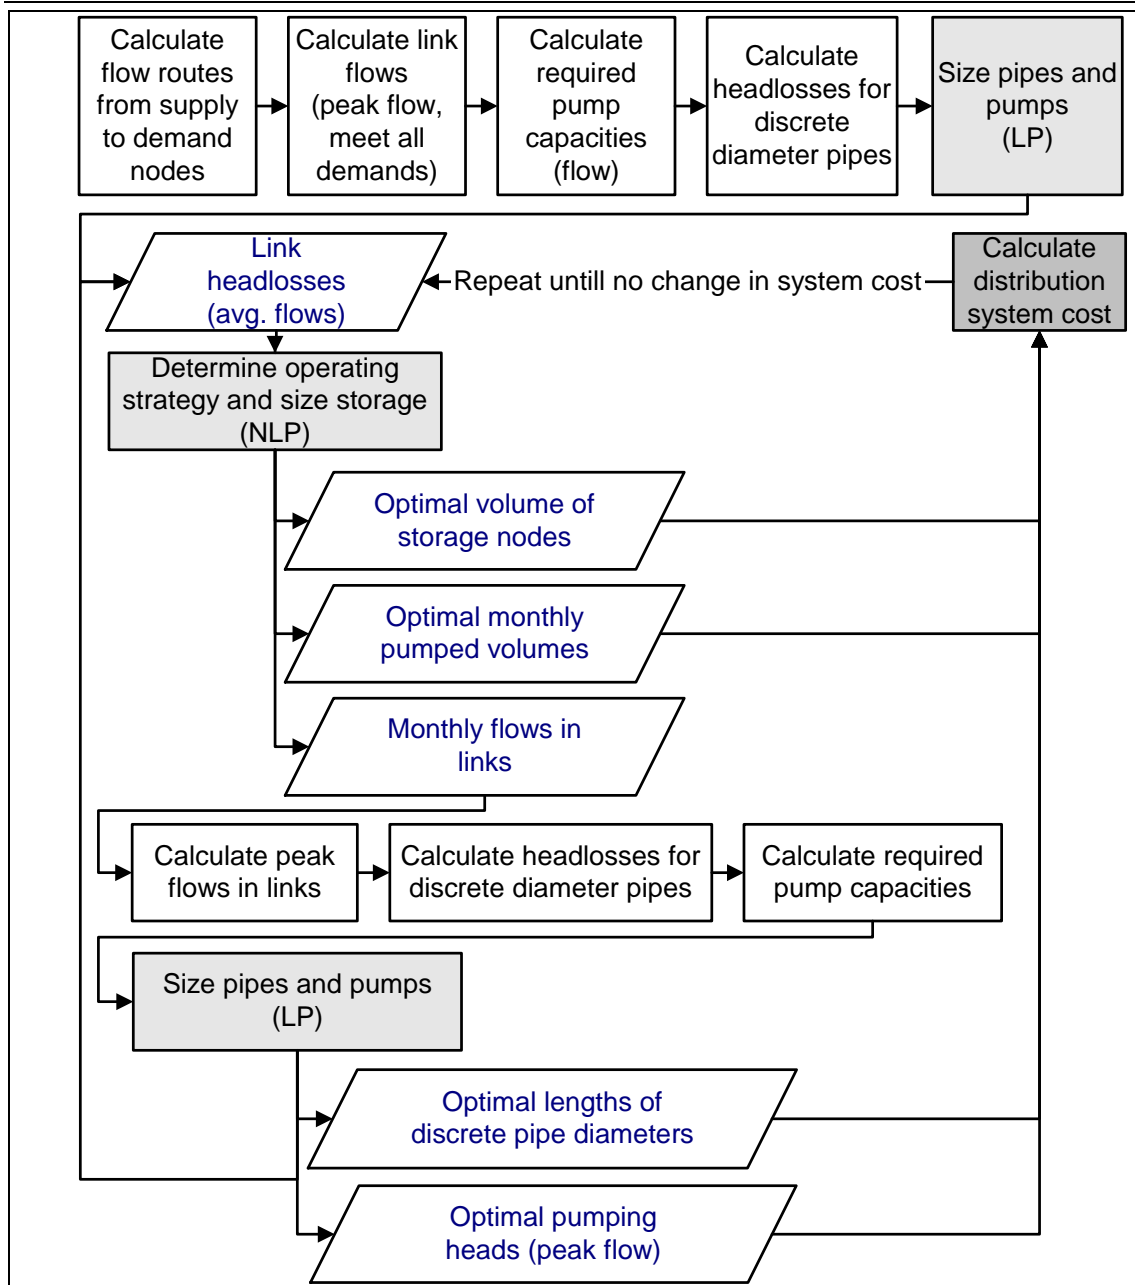 Calculate
flow routes
from supply
to demand
nodes
Calculate link
flows
(peak flow,
meet all
demands)
Calculate
required
pump
capacities
(flow)
Calculate
headlosses for
discrete
diameter pipes
Size pipes and
pumps
(LP)
Link
headlosses
(avg. flows)
Repeat untill no change in system cost
Calculate
distribution
system cost
Determine operating
strategy and size storage
(NLP)
Optimal volume of
storage nodes
Optimal monthly
pumped volumes
Monthly flows in
links
Calculate peak
flows in links
Calculate headlosses for
discrete diameter pipes
Calculate required
pump capacities
Size pipes and pumps
(LP)
Optimal lengths of
discrete pipe diameters
Optimal pumping
heads (peak flow)